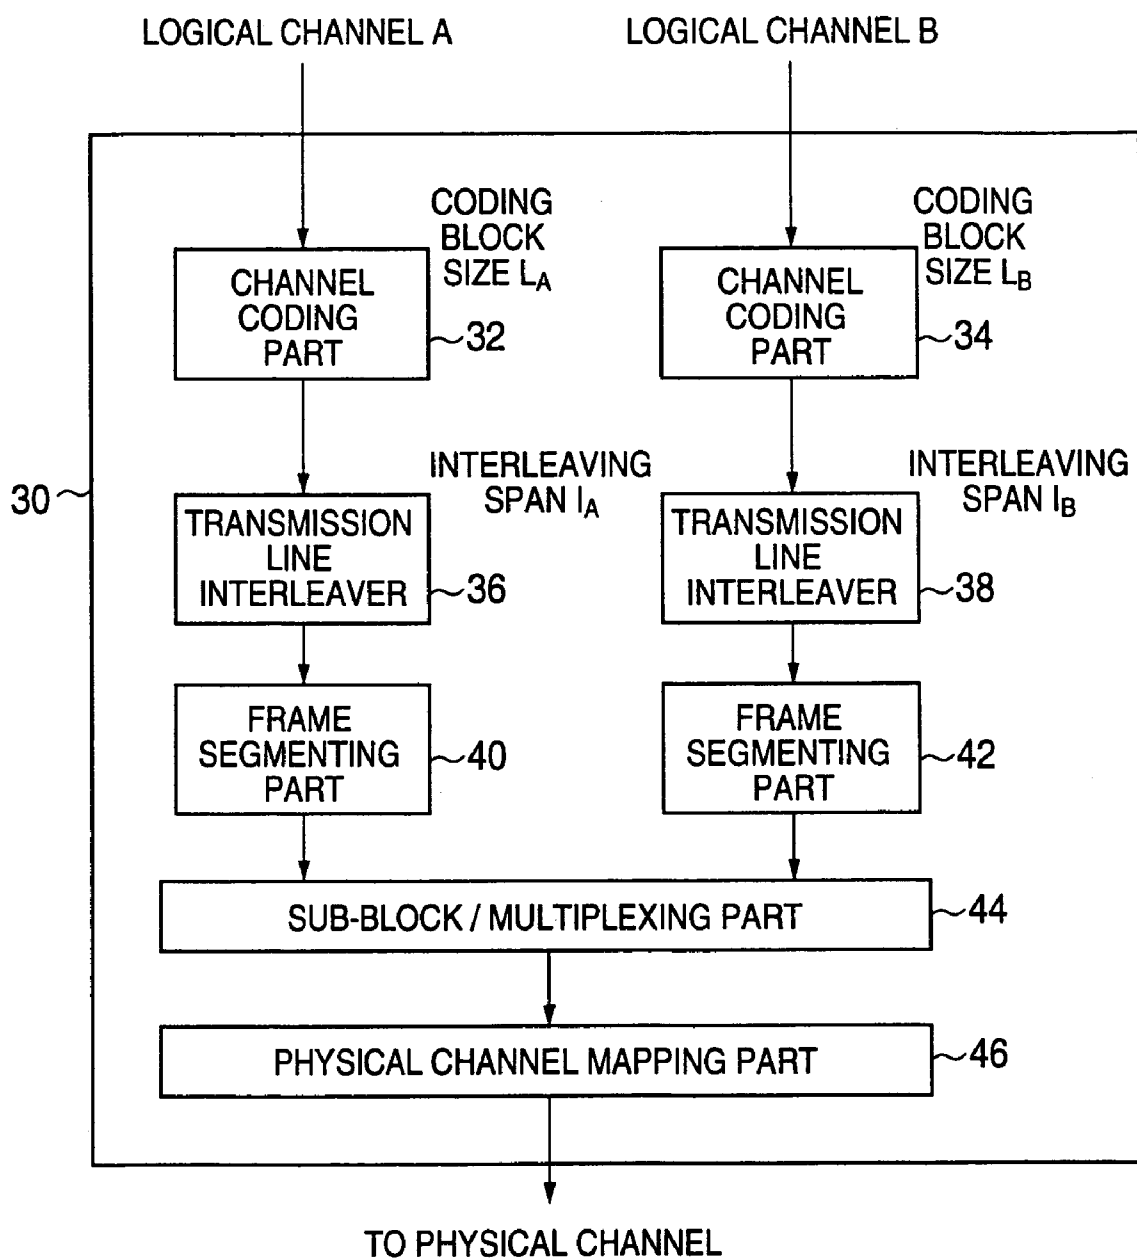 LOGICAL CHANNEL A
LOGICAL CHANNEL B
CODING
BLOCK
SIZE LA
CODING
BLOCK
SIZE LB
CHANNEL
CODING
PART
32
CHANNEL
CODING
PART
34
30
INTERLEAVING
SPAN IA
INTERLEAVING
SPAN IB
TRANSMISSION
LINE
INTERLEAVER
36
TRANSMISSION
LINE
INTERLEAVER
38
FRAME
SEGMENTING
PART
40
FRAME
SEGMENTING
PART
42
SUB-BLOCK / MULTIPLEXING PART
44
PHYSICAL CHANNEL MAPPING PART
46
TO PHYSICAL CHANNEL